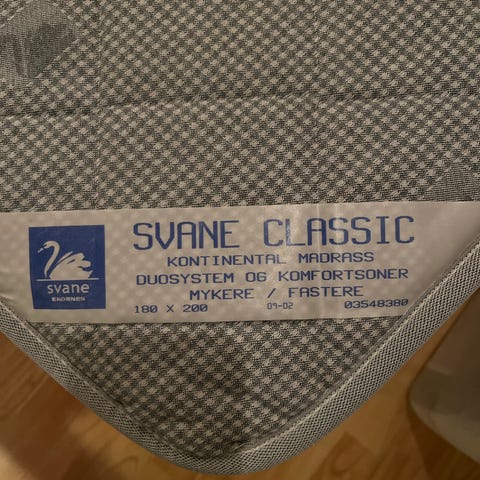 SVANE CLASSIC
KONTINENTAL MADRASS
DUOSYSTEM OG KOMFORTSONER
MYKERE / FASTERE
180 X 200 09-02 03548380
svane
EKORNES